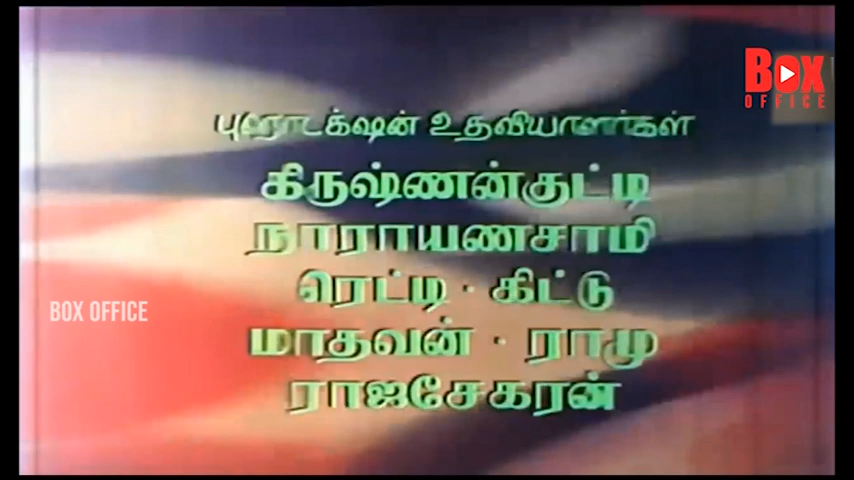 BOX
OFFICE
புரொடக்‌ஷன் உதவியாளர்கள்
கிருஷ்ணன்குட்டி
நாராயணசாமி
ரெட்டி · கிட்டு
BOX OFFICE
மாதவன் · ராமு
ராஜசேகரன்